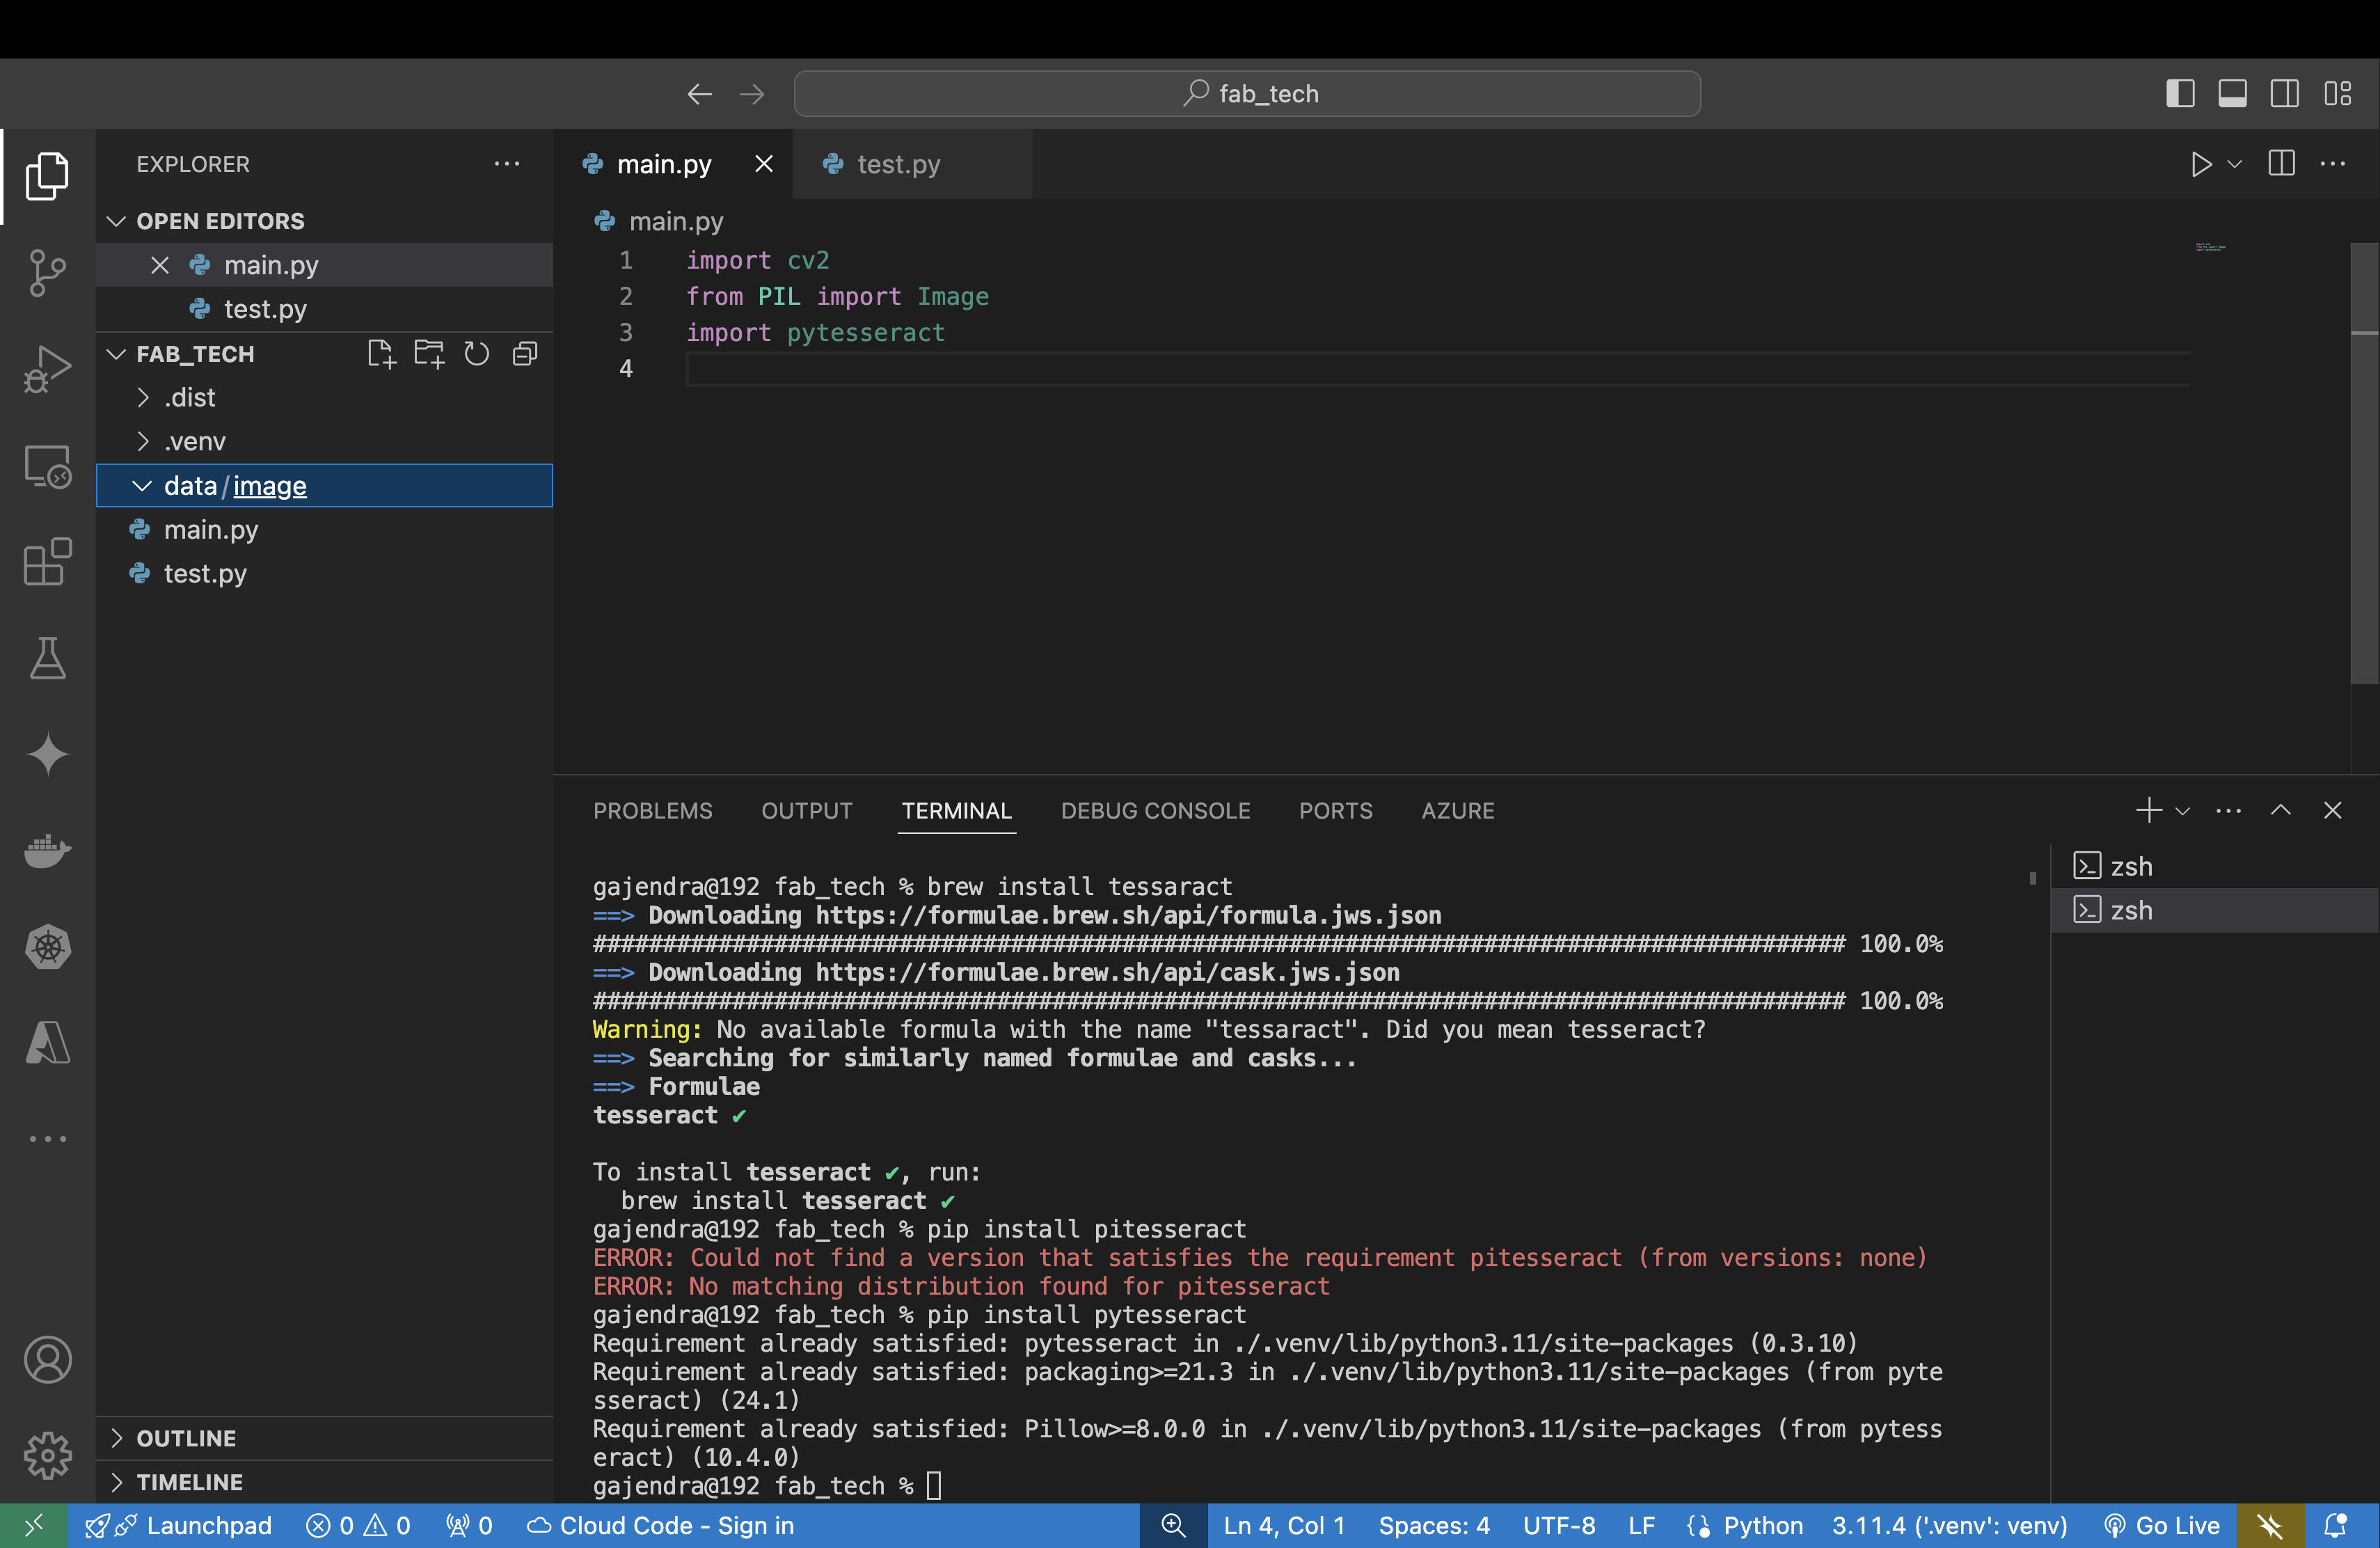 fab_tech
EXPLORER
OPEN EDITORS
main.py
test.py
FAB_TECH
.dist
.venv
data/image
main.py
test.py
OUTLINE
TIMELINE
main.py
test.py
main.py
1 import cv2
2 from PIL import Image
3 import pytesseract
4
PROBLEMS OUTPUT TERMINAL DEBUG CONSOLE PORTS AZURE
gajendra@192 fab_tech % brew install tessaract
==> Downloading https://formulae.brew.sh/api/formula.jws.json
########################################################################################## 100.0%
==> Downloading https://formulae.brew.sh/api/cask.jws.json
########################################################################################## 100.0%
Warning: No available formula with the name "tessaract". Did you mean tesseract?
==> Searching for similarly named formulae and casks...
==> Formulae
tesseract ✔
To install tesseract ✔, run:
brew install tesseract ✔
gajendra@192 fab_tech % pip install pitesseract
ERROR: Could not find a version that satisfies the requirement pitesseract (from versions: none)
ERROR: No matching distribution found for pitesseract
gajendra@192 fab_tech % pip install pytesseract
Requirement already satisfied: pytesseract in ./.venv/lib/python3.11/site-packages (0.3.10)
Requirement already satisfied: packaging>=21.3 in ./.venv/lib/python3.11/site-packages (from pyte
sseract) (24.1)
Requirement already satisfied: Pillow>=8.0.0 in ./.venv/lib/python3.11/site-packages (from pytess
eract) (10.4.0)
gajendra@192 fab_tech %
zsh
zsh
Launchpad 0 0 0 Cloud Code - Sign in Ln 4, Col 1 Spaces: 4 UTF-8 LF Python 3.11.4 ('.venv': venv) Go Live